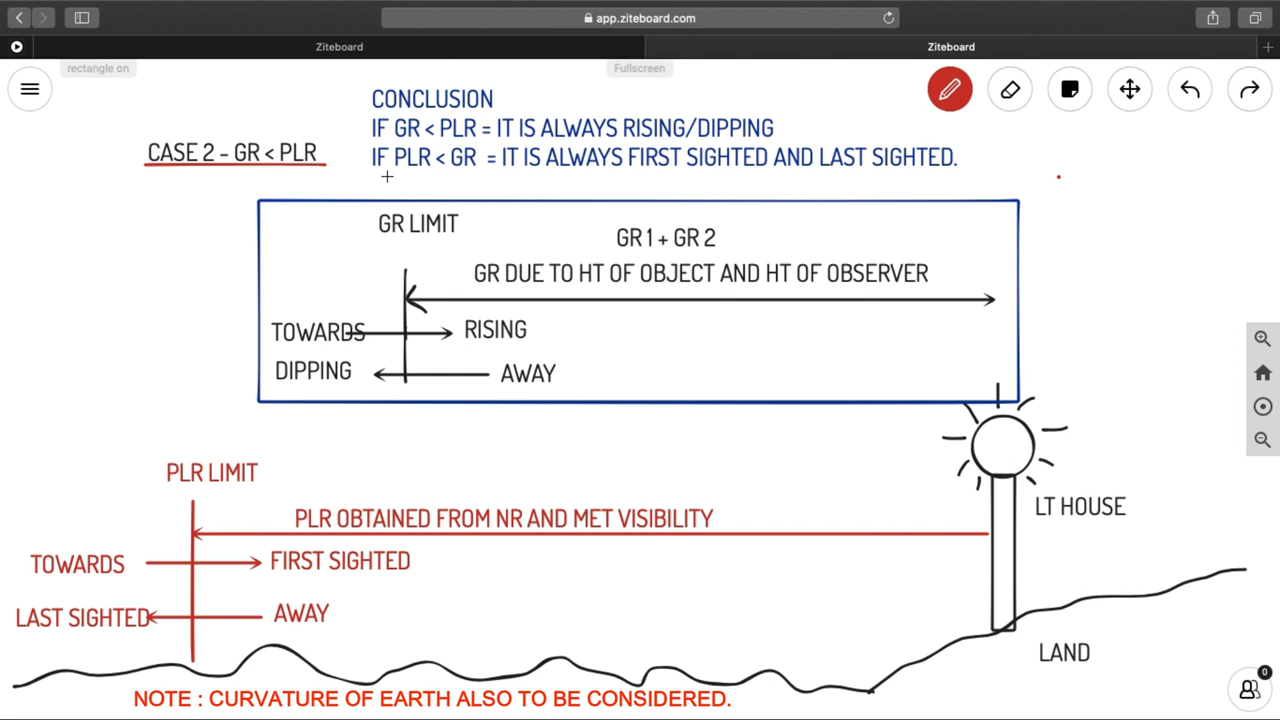 app.ziteboard.com
Ziteboard
Ziteboard
rectangle on
Fullscreen
CONCLUSION
IF GR < PLR = IT IS ALWAYS RISING/DIPPING
CASE 2 - GR < PLR
IF PLR < GR = IT IS ALWAYS FIRST SIGHTED AND LAST SIGHTED.
GR LIMIT
GR 1 + GR 2
GR DUE TO HT OF OBJECT AND HT OF OBSERVER
TOWARDS RISING
DIPPING AWAY
PLR LIMIT
LT HOUSE
PLR OBTAINED FROM NR AND MET VISIBILITY
TOWARDS FIRST SIGHTED
LAST SIGHTED AWAY
LAND
0
NOTE : CURVATURE OF EARTH ALSO TO BE CONSIDERED.